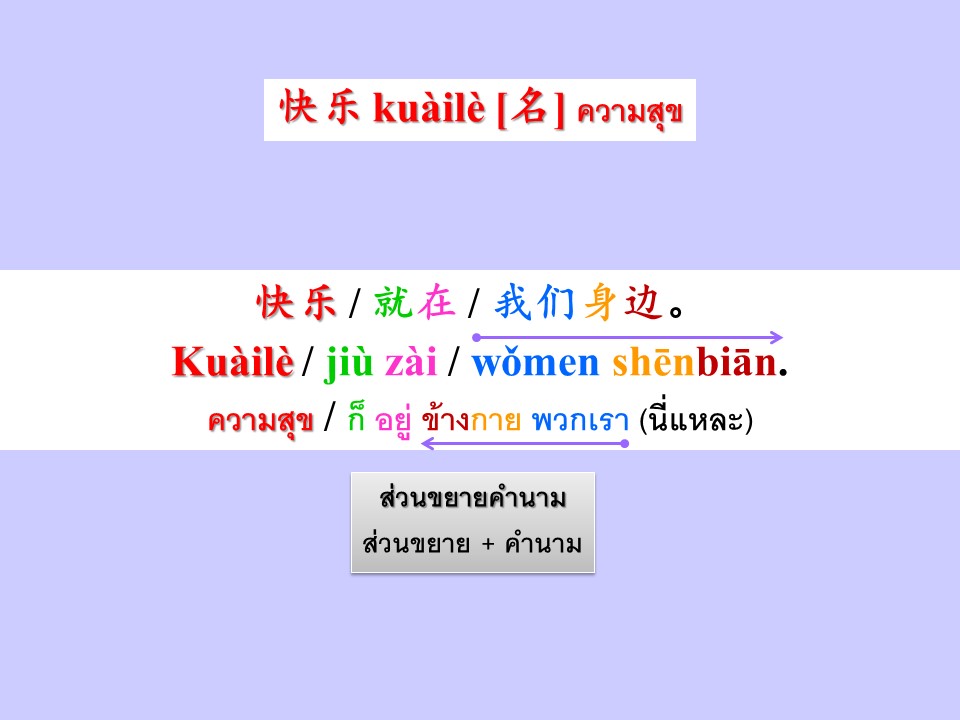 快乐 kuàilè [名] ความสุข
快乐 / 就在 / 我们身边。
Kuàilè / jiù zài / wǒmen shēnbiān.
ความสุข / ก็ อยู่ ข้างกาย พวกเรา (นี่แหละ)
ส่วนขยายคำนาม
ส่วนขยาย + คำนาม